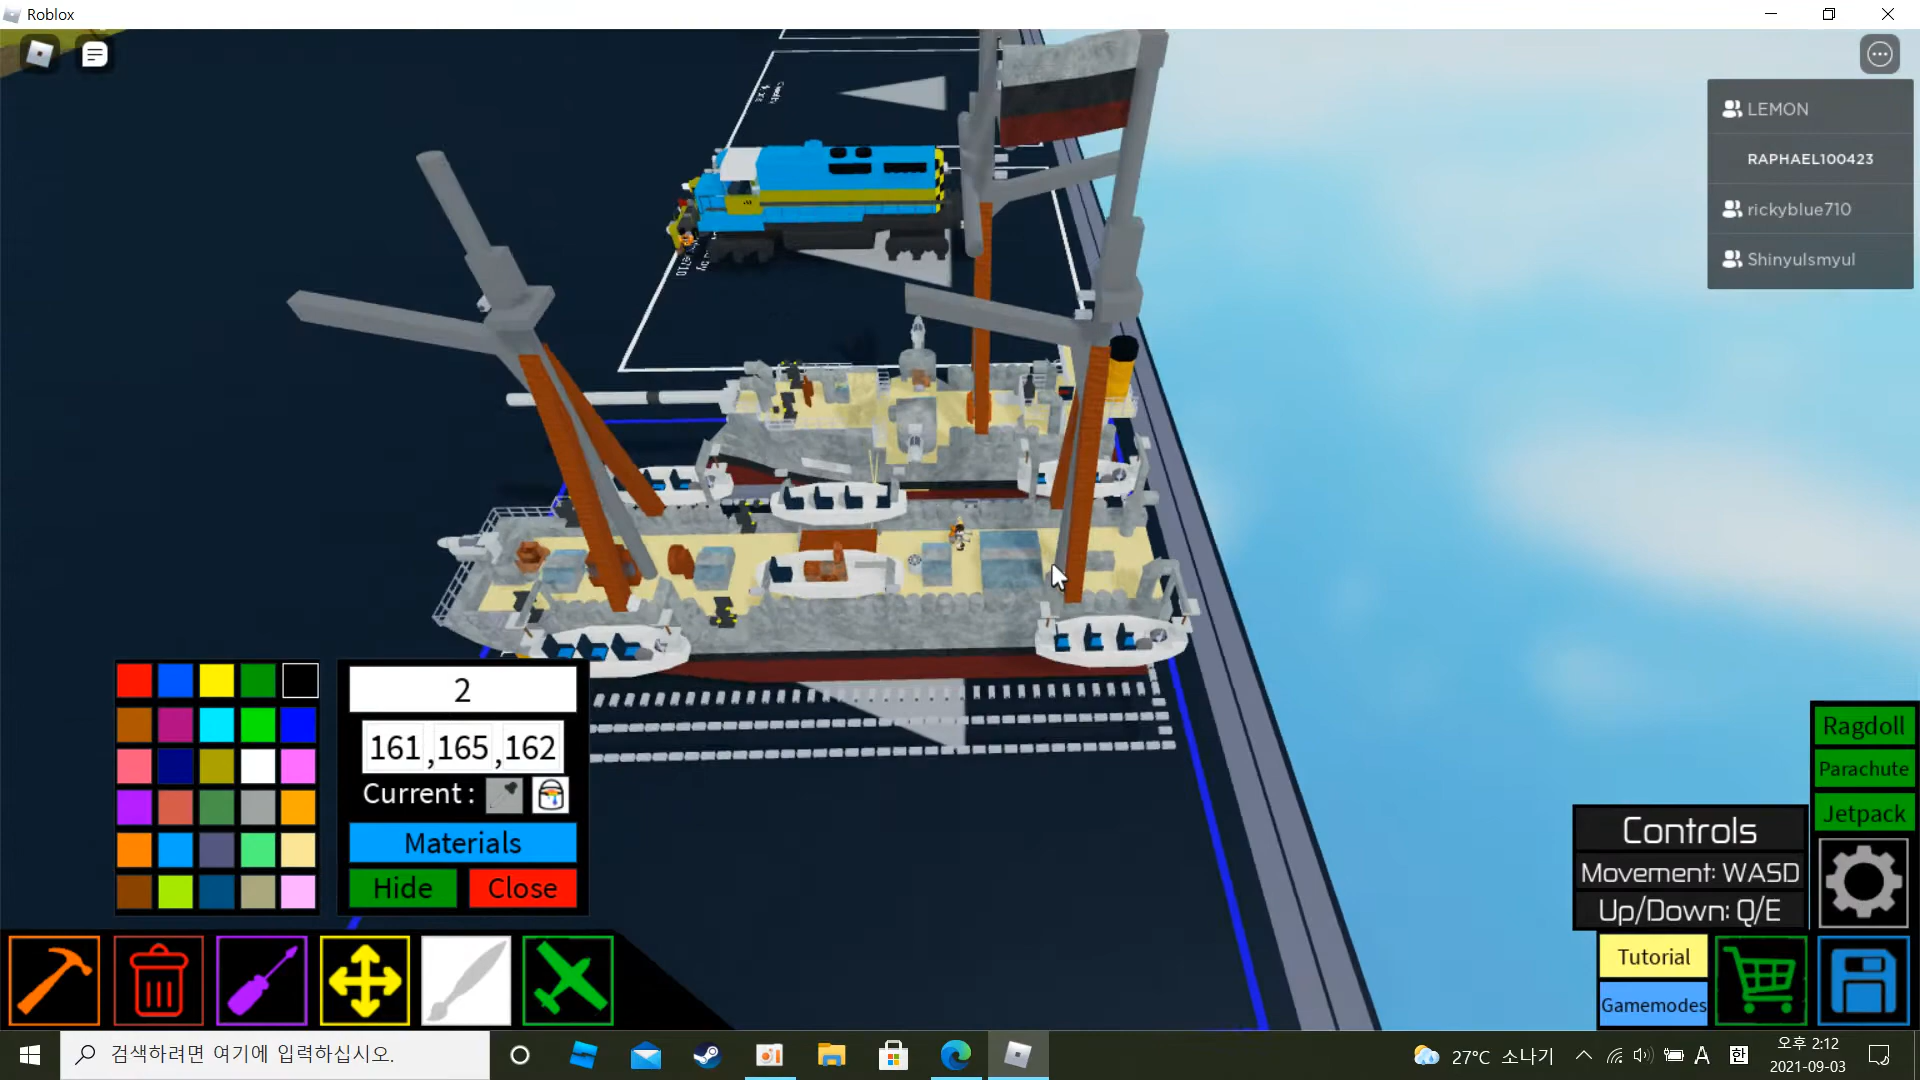 Roblox
LEMON
RAPHAEL100423
rickyblue710
Shinyulsmyul
2
161 ,165 ,162
Current :
Materials
Hide
Close
Ragdoll
Parachute
Jetpack
Controls
Movement: WASD
Up/Down: Q/E
Tutorial
Gamemodes
검색하려면 여기에 입력하십시오.
27°C 소나기
A
한
오후 2:12
2021-09-03